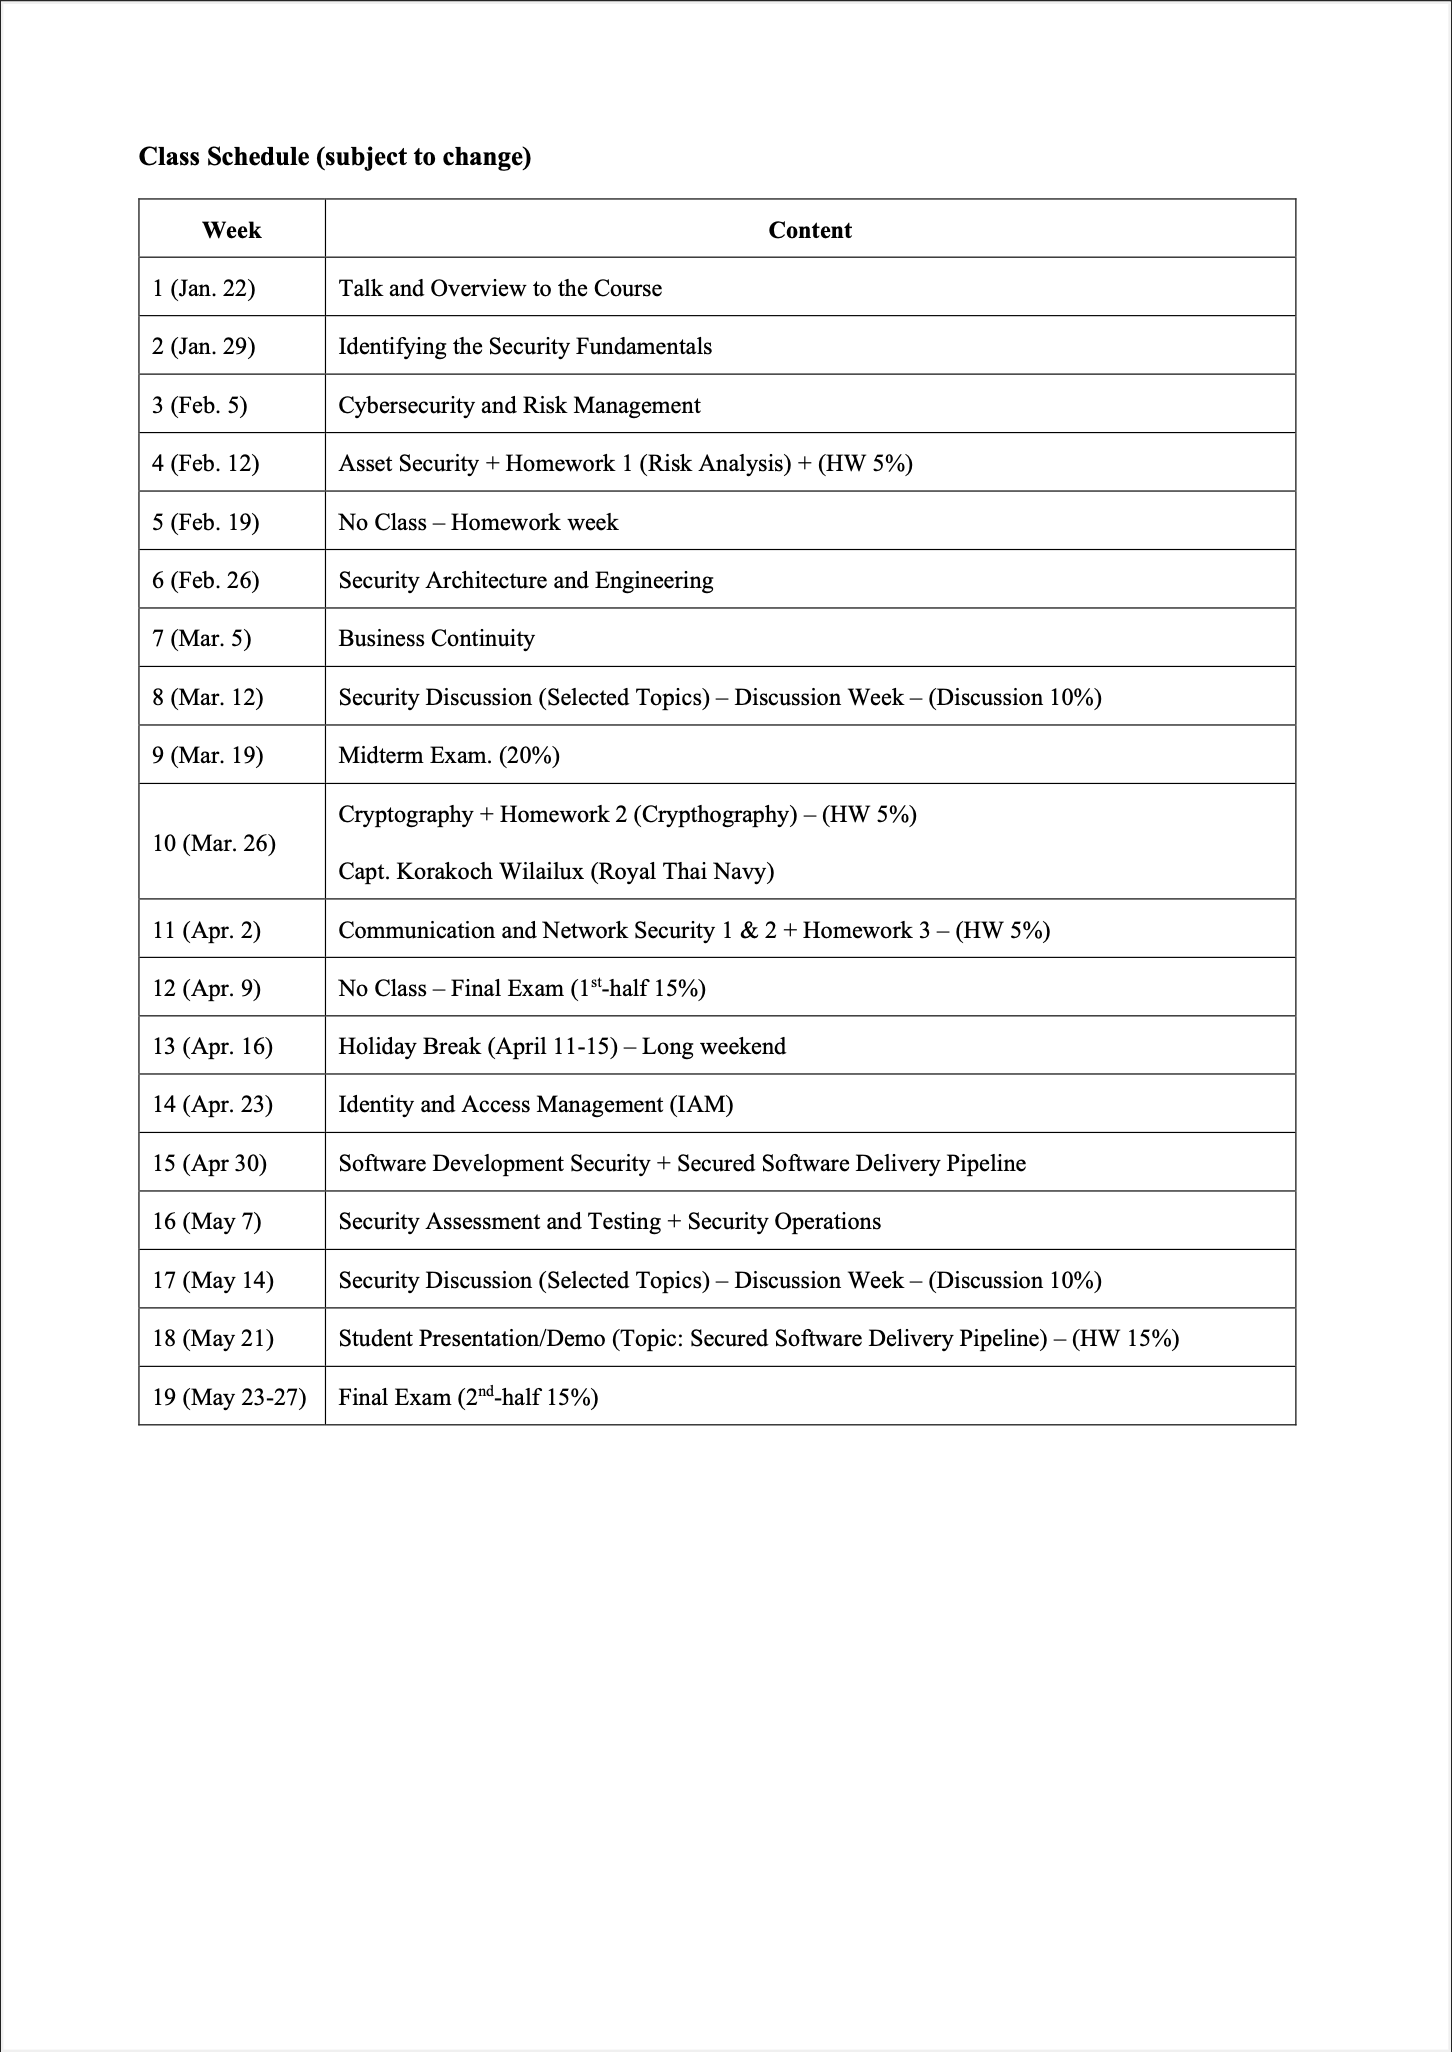 Class Schedule (subject to change)
Week Content
1 (Jan. 22) Talk and Overview to the Course
2 (Jan. 29) Identifying the Security Fundamentals
3 (Feb. 5) Cybersecurity and Risk Management
4 (Feb. 12) Asset Security + Homework 1 (Risk Analysis) + (HW 5%)
5 (Feb. 19) No Class – Homework week
6 (Feb. 26) Security Architecture and Engineering
7 (Mar. 5) Business Continuity
8 (Mar. 12) Security Discussion (Selected Topics) – Discussion Week – (Discussion 10%)
9 (Mar. 19) Midterm Exam. (20%)
10 (Mar. 26) Cryptography + Homework 2 (Crypthography) – (HW 5%)
Capt. Korakoch Wilailux (Royal Thai Navy)
11 (Apr. 2) Communication and Network Security 1 & 2 + Homework 3 – (HW 5%)
12 (Apr. 9) No Class – Final Exam (1st-half 15%)
13 (Apr. 16) Holiday Break (April 11-15) – Long weekend
14 (Apr. 23) Identity and Access Management (IAM)
15 (Apr 30) Software Development Security + Secured Software Delivery Pipeline
16 (May 7) Security Assessment and Testing + Security Operations
17 (May 14) Security Discussion (Selected Topics) – Discussion Week – (Discussion 10%)
18 (May 21) Student Presentation/Demo (Topic: Secured Software Delivery Pipeline) – (HW 15%)
19 (May 23-27) Final Exam (2nd-half 15%)